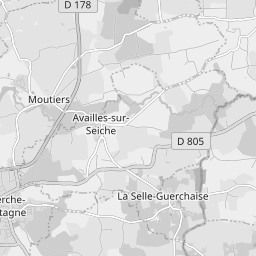 D 178
Moutiers
Availles-sur-
Seiche
D 805
La Selle-Guerchaise
erche-
tagne